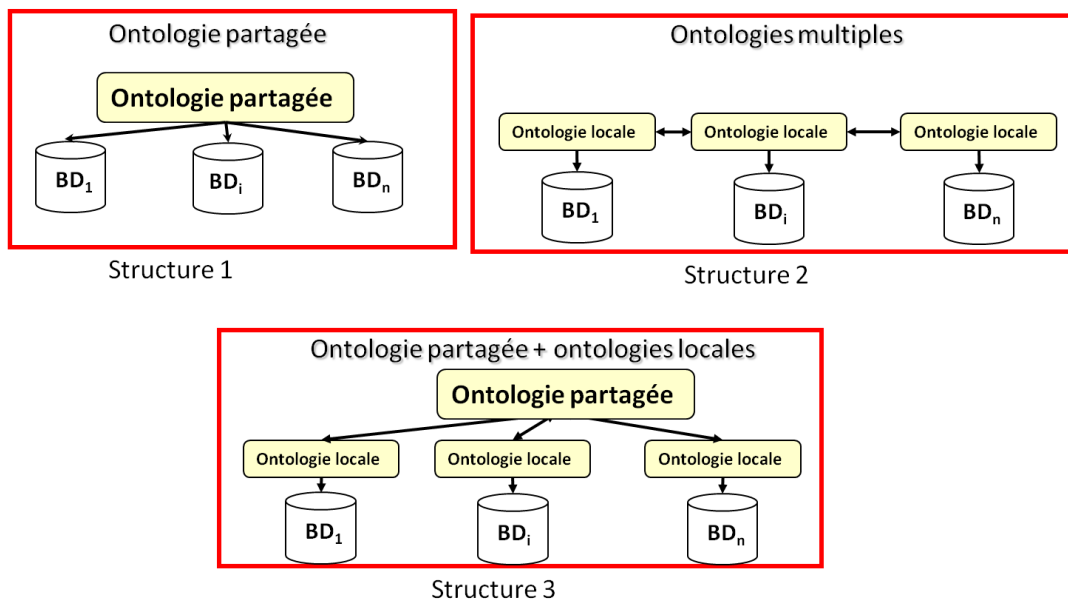 Ontologie partagée
Ontologie partagée
BD1
BDi
BDn
Structure 1
Ontologies multiples
Ontologie locale
Ontologie locale
Ontologie locale
BD1
BDi
BDn
Structure 2
Ontologie partagée + ontologies locales
Ontologie partagée
Ontologie locale
Ontologie locale
Ontologie locale
BD1
BDi
BDn
Structure 3